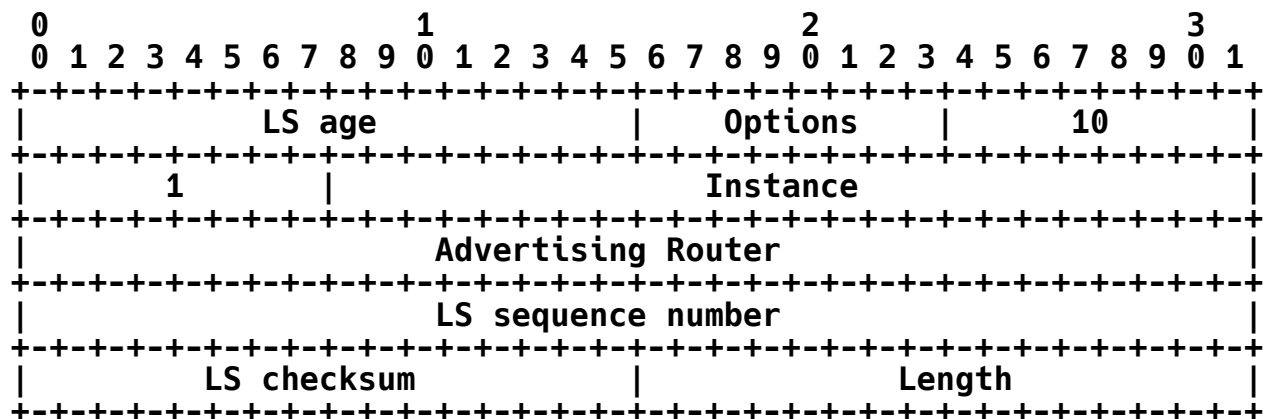 0                   1                   2                   3
 0 1 2 3 4 5 6 7 8 9 0 1 2 3 4 5 6 7 8 9 0 1 2 3 4 5 6 7 8 9 0 1
+-+-+-+-+-+-+-+-+-+-+-+-+-+-+-+-+-+-+-+-+-+-+-+-+-+-+-+-+-+-+-+-+
|            LS age             |    Options    |      10       |
+-+-+-+-+-+-+-+-+-+-+-+-+-+-+-+-+-+-+-+-+-+-+-+-+-+-+-+-+-+-+-+-+
|       1       |                   Instance                    |
+-+-+-+-+-+-+-+-+-+-+-+-+-+-+-+-+-+-+-+-+-+-+-+-+-+-+-+-+-+-+-+-+
|                     Advertising Router                        |
+-+-+-+-+-+-+-+-+-+-+-+-+-+-+-+-+-+-+-+-+-+-+-+-+-+-+-+-+-+-+-+-+
|                     LS sequence number                        |
+-+-+-+-+-+-+-+-+-+-+-+-+-+-+-+-+-+-+-+-+-+-+-+-+-+-+-+-+-+-+-+-+
|         LS checksum           |             Length            |
+-+-+-+-+-+-+-+-+-+-+-+-+-+-+-+-+-+-+-+-+-+-+-+-+-+-+-+-+-+-+-+-+